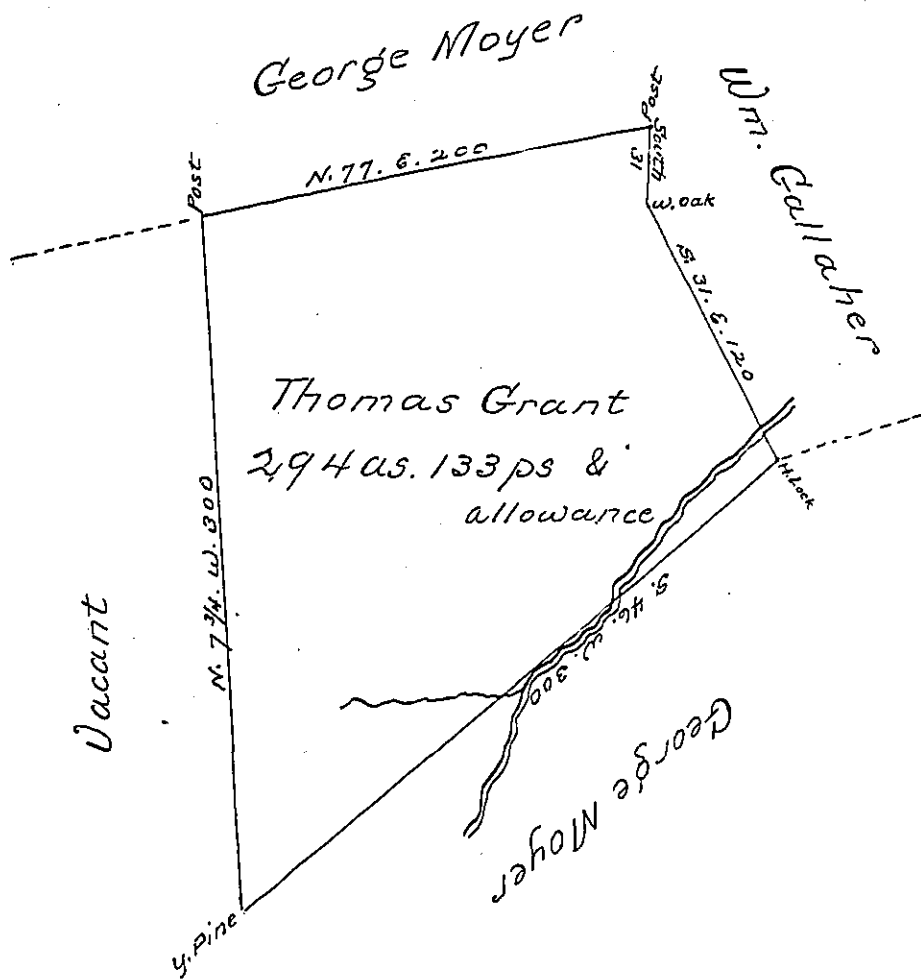 George Moyer
Wm. Gallaher
Post
N. 77. E. 200
Post
South
31
W. Oak
S. 31. E. 120
H. Lock
Thomas Grant
294 as. 133 ps &
allowance
N. 7 3/4. W. 300
Vacant
S. 46. W. 300
George Moyer
y. Pine